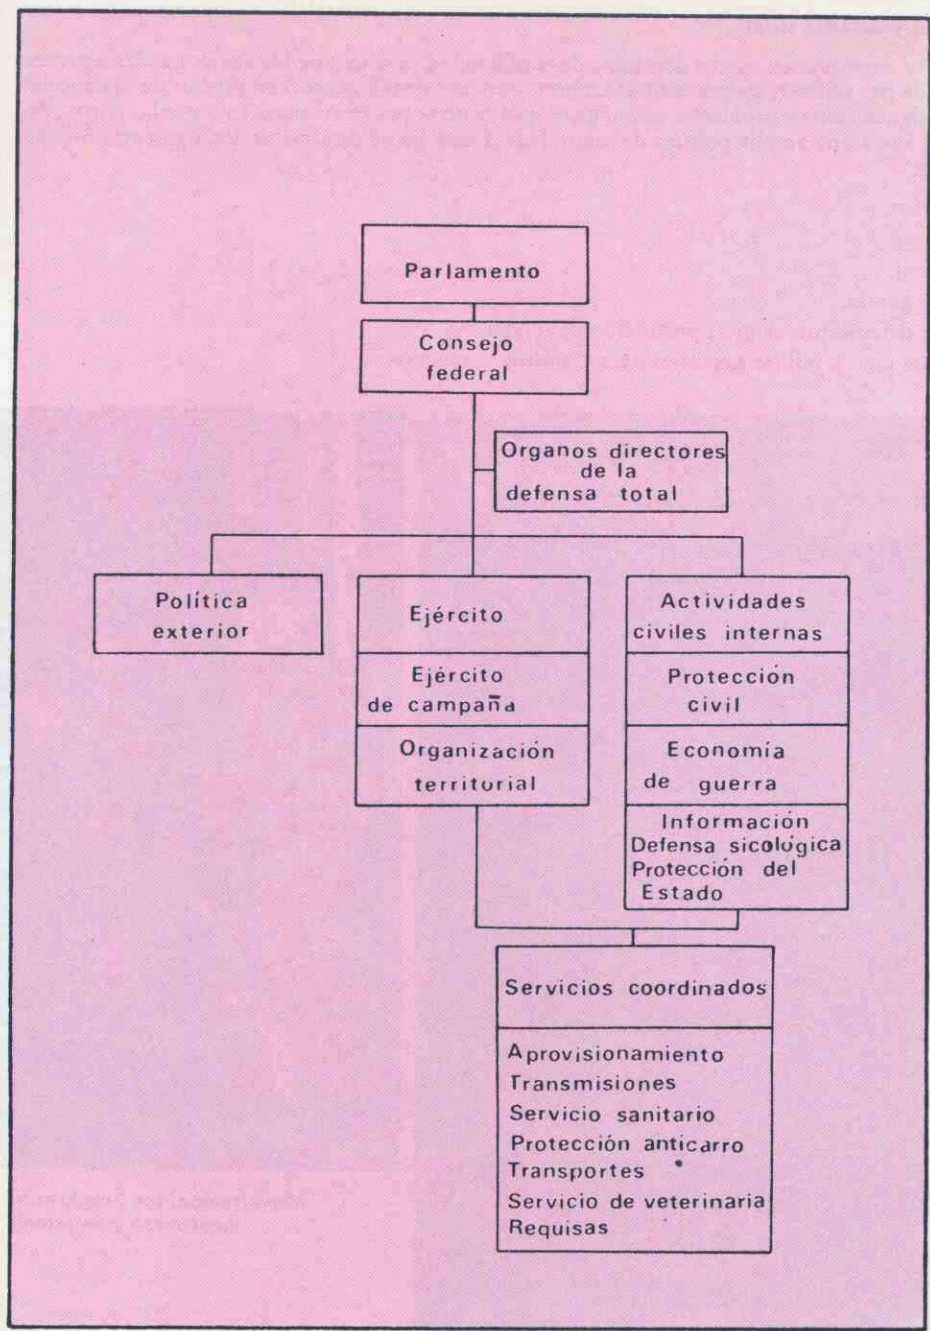 Parlamento
Consejo
federal
Organos directores
de la
defensa total
Política
exterior
Ejército
Ejército
de campaña
Organización
territorial
Actividades
civiles internas
Protección
civil
Economía
de guerra
Información
Defensa sicológica
Protección del
Estado
Servicios coordinados
Aprovisionamiento
Transmisiones
Servicio sanitario
Protección anticarro
Transportes
Servicio de veterinaria
Requisas